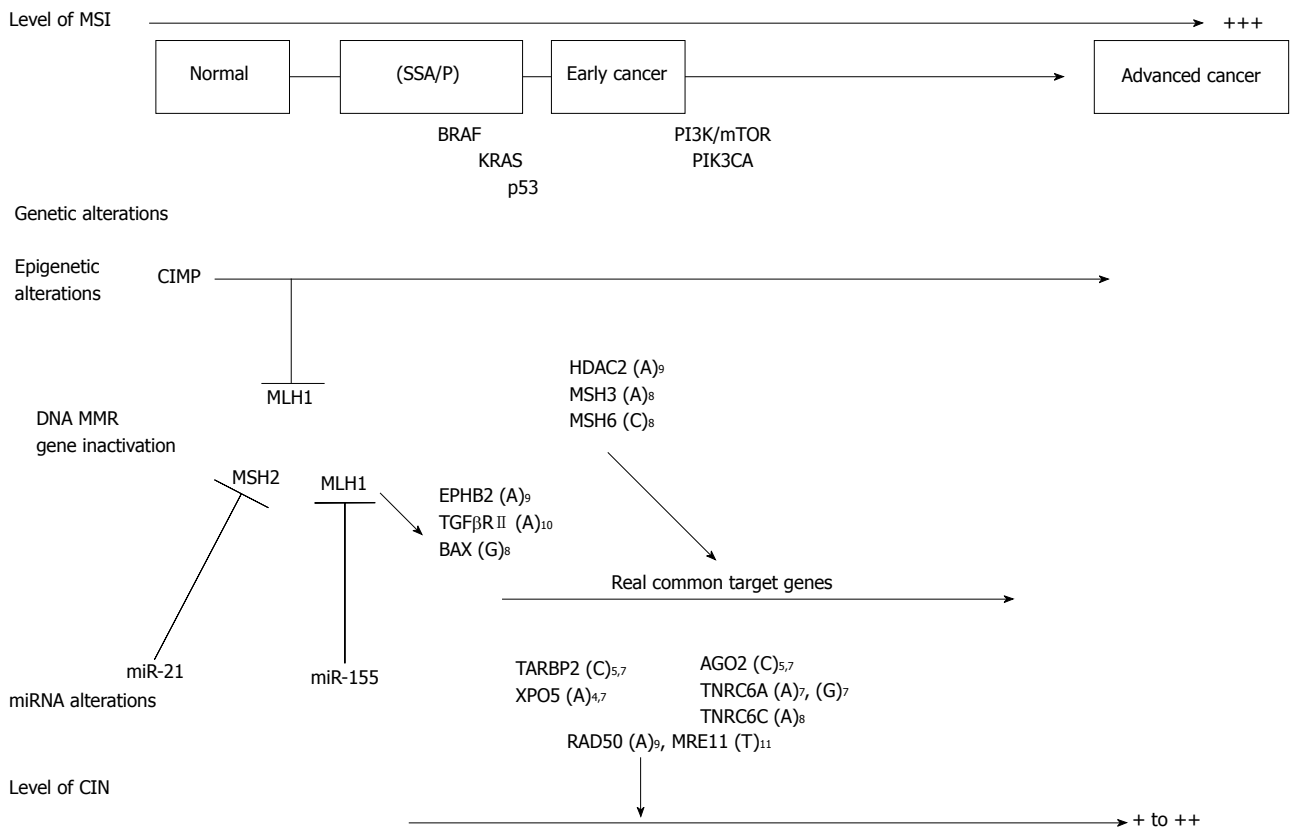 Level of MSI
+++
Normal
(SSA/P)
Early cancer
Advanced cancer
BRAF
PI3K/mTOR
KRAS
PIK3CA
p53
Genetic alterations
Epigenetic
alterations
CIMP
HDAC2 (A)9
MSH3 (A)8
MSH6 (C)8
MLH1
DNA MMR
gene inactivation
MSH2
MLH1
EPHB2 (A)9
TGFβRⅡ (A)10
BAX (G)8
Real common target genes
miR-21
miR-155
miRNA alterations
TARBP2 (C)5,7
XPO5 (A)4,7
AGO2 (C)5,7
TNRC6A (A)7, (G)7
TNRC6C (A)8
RAD50 (A)9, MRE11 (T)11
Level of CIN
+ to ++